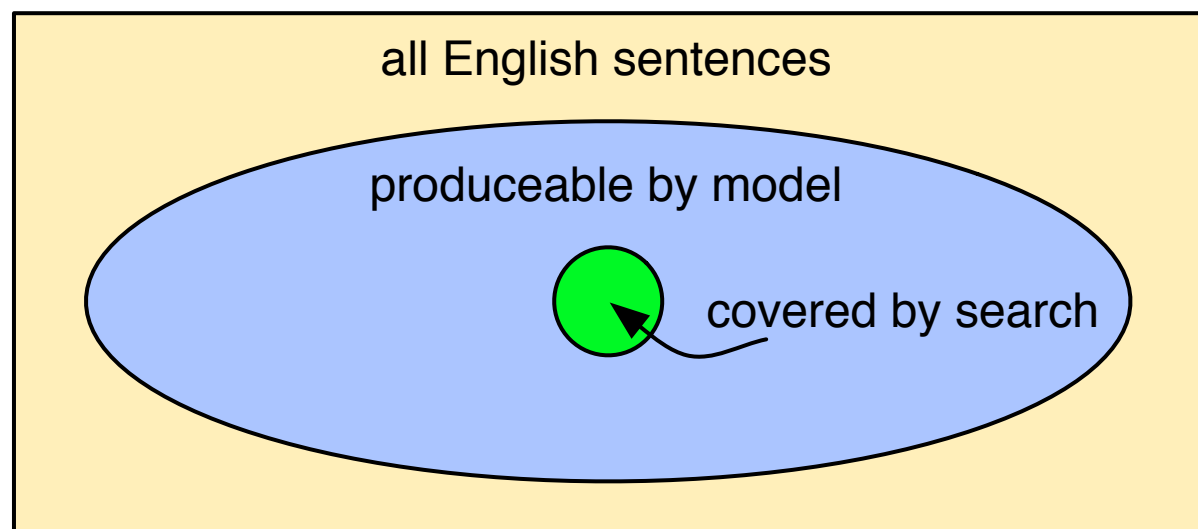 all English sentences
produceable by model
covered by search